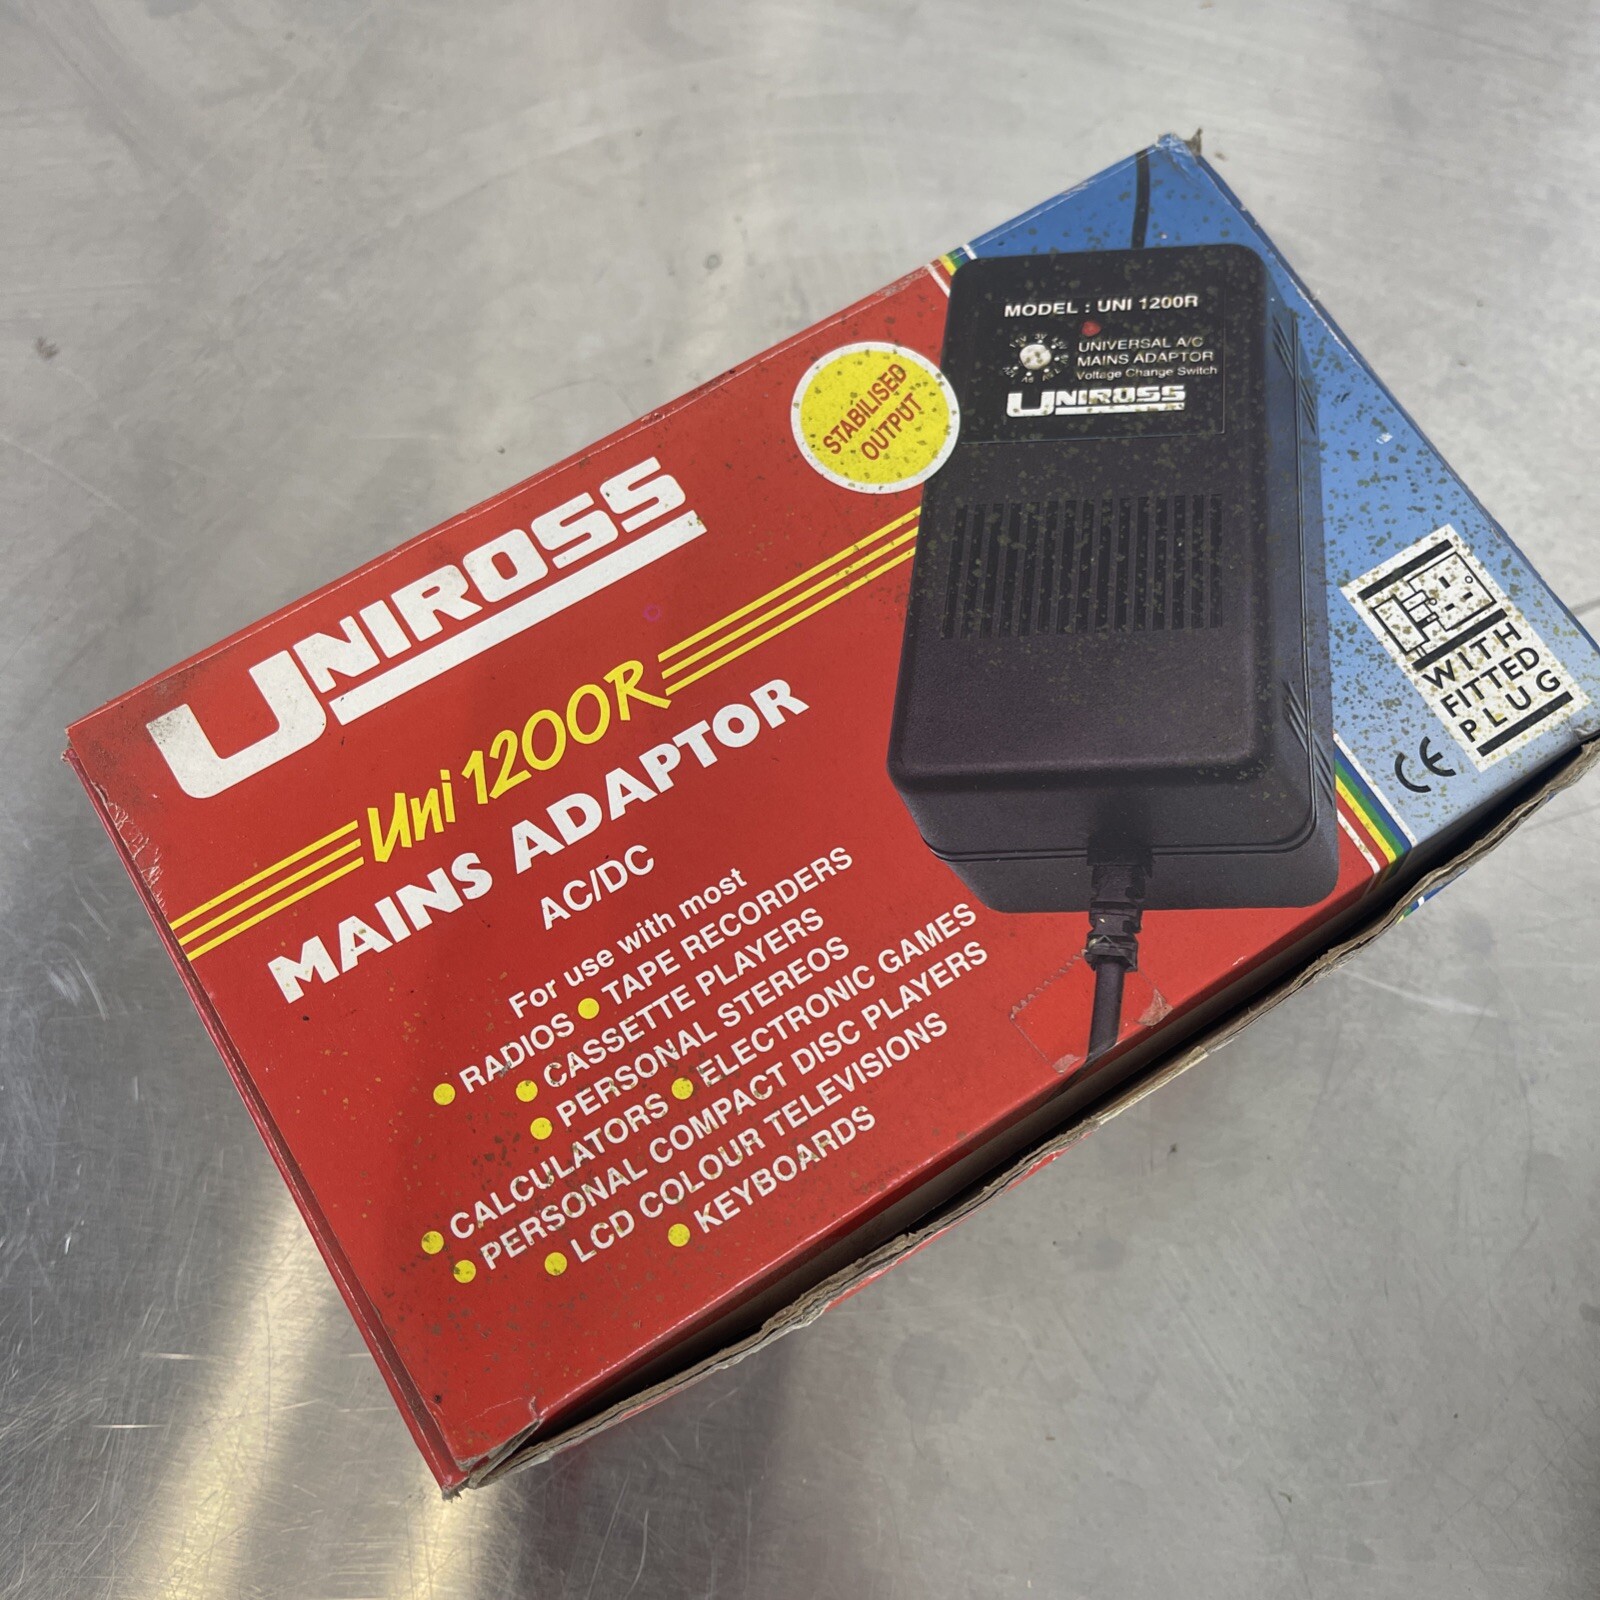 UNIROSS
Uni 1200R
MAINS ADAPTOR
AC/DC
For use with most
RADIOS ● TAPE RECORDERS
● CASSETTE PLAYERS
● PERSONAL STEREOS
● CALCULATORS ● ELECTRONIC GAMES
● PERSONAL COMPACT DISC PLAYERS
● LCD COLOUR TELEVISIONS
● KEYBOARDS
STABILISED
OUTPUT
MODEL : UNI 1200R
UNIVERSAL A/C
MAINS ADAPTOR
Voltage Change Switch
UNIROSS
WITH
FITTED
PLUG
CE